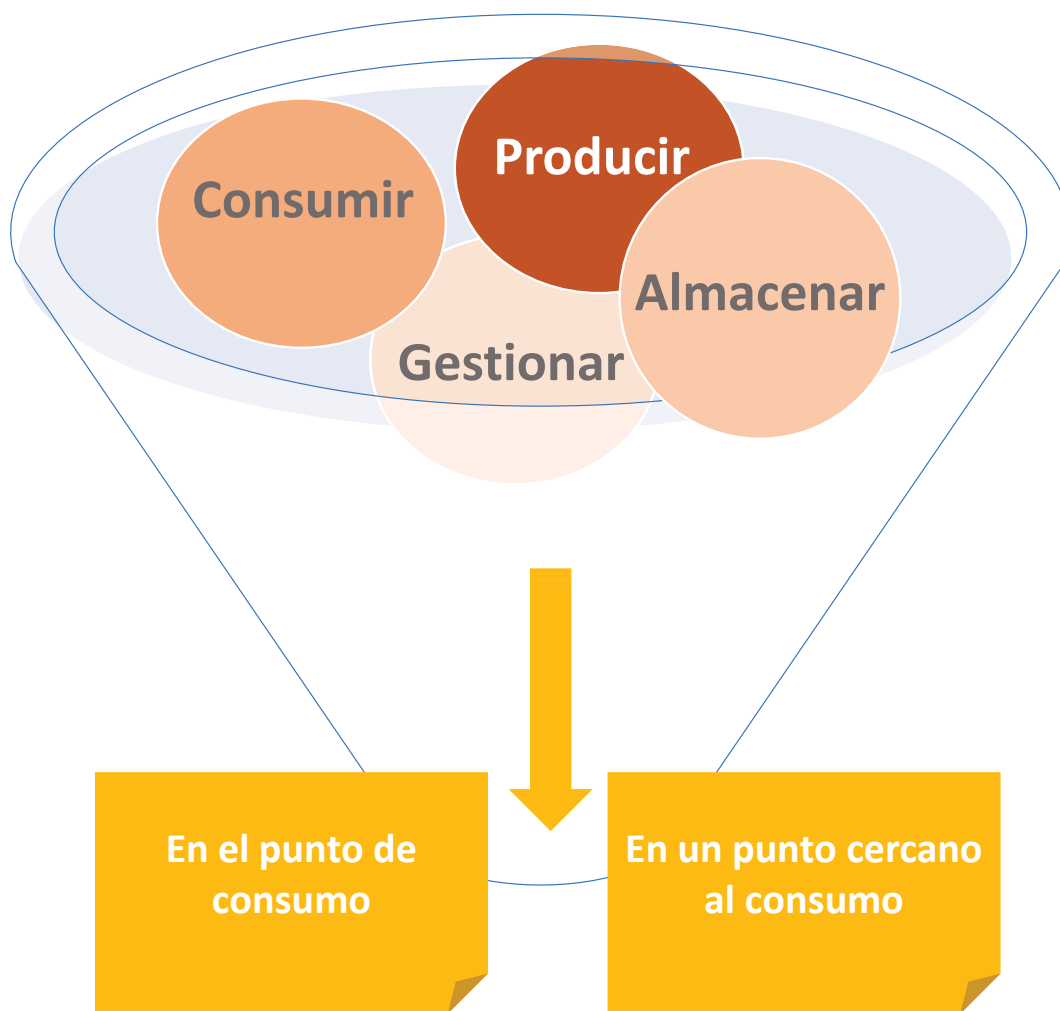 Producir
Consumir
Almacenar
Gestionar
En el punto de
consumo
En un punto cercano
al consumo